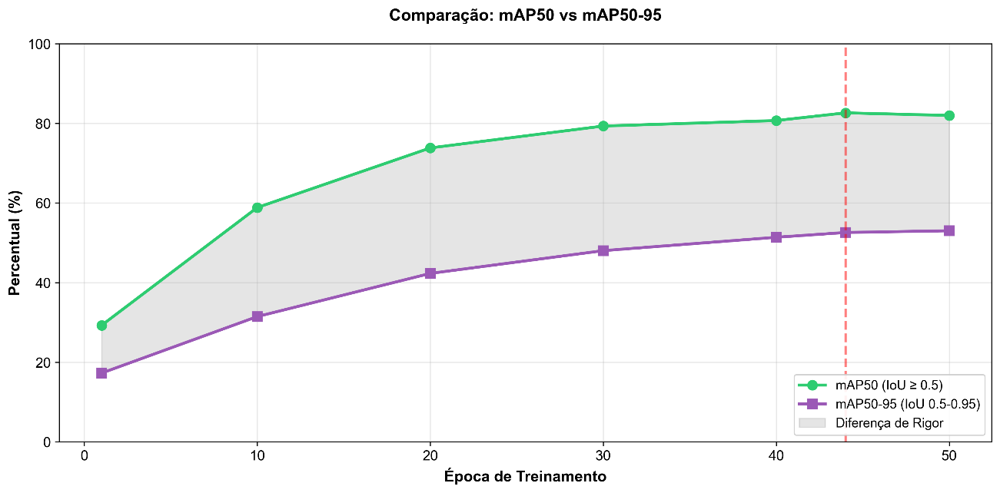 Comparação: mAP50 vs mAP50-95
100
80
60
40
20
0
Percentual (%)
0 10 20 30 40 50
Época de Treinamento
mAP50 (IoU ≥ 0.5)
mAP50-95 (IoU 0.5-0.95)
Diferença de Rigor